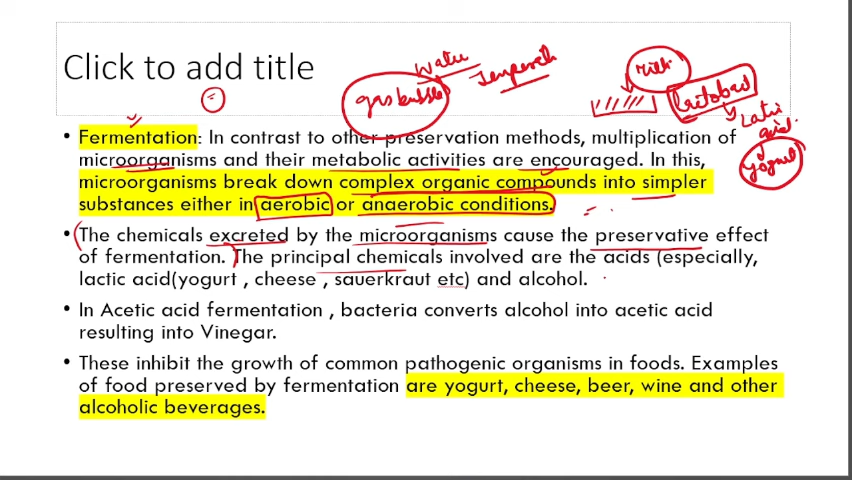 Click to add title
Water
Temperath
gas bubble
Milk
lactobad
Lactic
acid.
yogurt
• Fermentation: In contrast to other preservation methods, multiplication of
microorganisms and their metabolic activities are encouraged. In this,
microorganisms break down complex organic compounds into simpler
substances either in aerobic or anaerobic conditions.
• The chemicals excreted by the microorganisms cause the preservative effect
of fermentation. The principal chemicals involved are the acids (especially,
lactic acid(yogurt , cheese , sauerkraut etc) and alcohol.
• In Acetic acid fermentation , bacteria converts alcohol into acetic acid
resulting into Vinegar.
• These inhibit the growth of common pathogenic organisms in foods. Examples
of food preserved by fermentation are yogurt, cheese, beer, wine and other
alcoholic beverages.